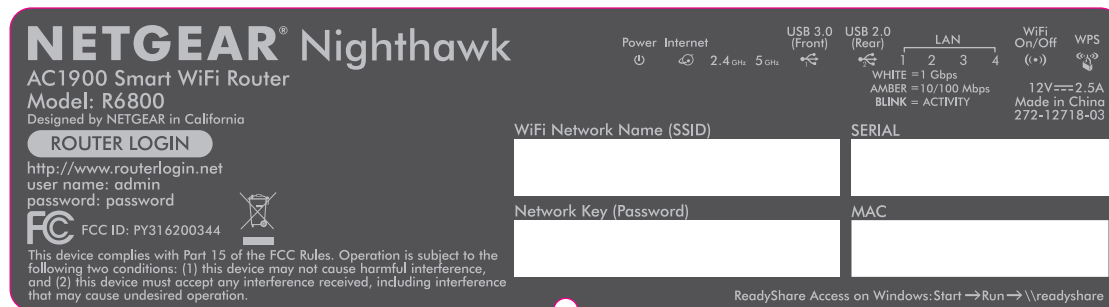 NETGEAR® Nighthawk
AC1900 Smart WiFi Router
Model: R6800
Designed by NETGEAR in California
ROUTER LOGIN
http://www.routerlogin.net
user name: admin
password: password
FC FCC ID: PY316200344
This device complies with Part 15 of the FCC Rules. Operation is subject to the
following two conditions: (1) this device may not cause harmful interference,
and (2) this device must accept any interference received, including interference
that may cause undesired operation.
Power Internet
2.4 GHz 5 GHz
USB 3.0
(Front)
USB 2.0
(Rear)
LAN
1 2 3 4
WiFi
On/Off
WPS
WHITE =1 Gbps
AMBER =10/100 Mbps
BLINK = ACTIVITY
12V⎓2.5A
Made in China
272-12718-03
WiFi Network Name (SSID)
SERIAL
Network Key (Password)
MAC
ReadyShare Access on Windows:Start →Run→ \\readyshare